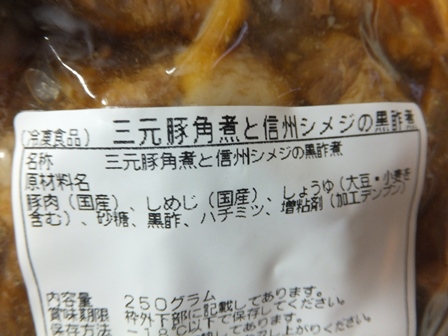 (冷凍食品) 三元豚角煮と信州シメジの黒酢煮
名称 三元豚角煮と信州シメジの黒酢煮
原材料名
豚肉(国産)、しめじ(国産)、しょうゆ(大豆・小麦を
含む)、砂糖、黒酢、ハチミツ、増粘剤(加工デンプン)
内容量 250グラム
賞味期限 枠外下部に記載してあります。
保存方法 -18℃以下で保存してください。